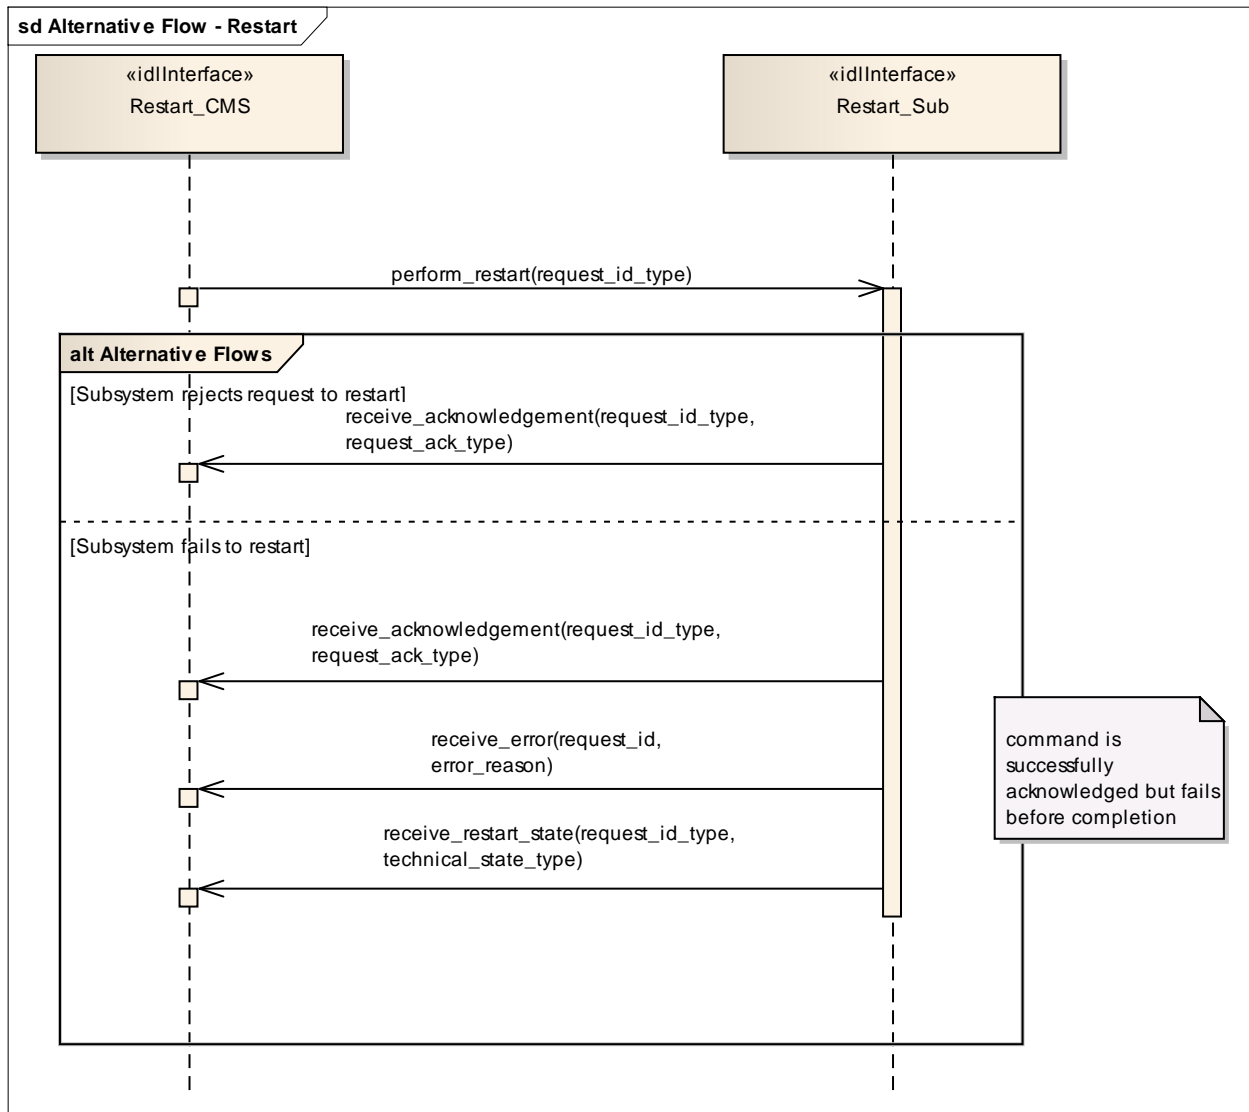 sd Alternative Flow - Restart
«idlInterface»
Restart_CMS
«idlInterface»
Restart_Sub
perform_restart(request_id_type)
alt Alternative Flows
[Subsystem rejects request to restart]
receive_acknowledgement(request_id_type,
request_ack_type)
[Subsystem fails to restart]
receive_acknowledgement(request_id_type,
request_ack_type)
receive_error(request_id,
error_reason)
receive_restart_state(request_id_type,
technical_state_type)
command is
successfully
acknowledged but fails
before completion